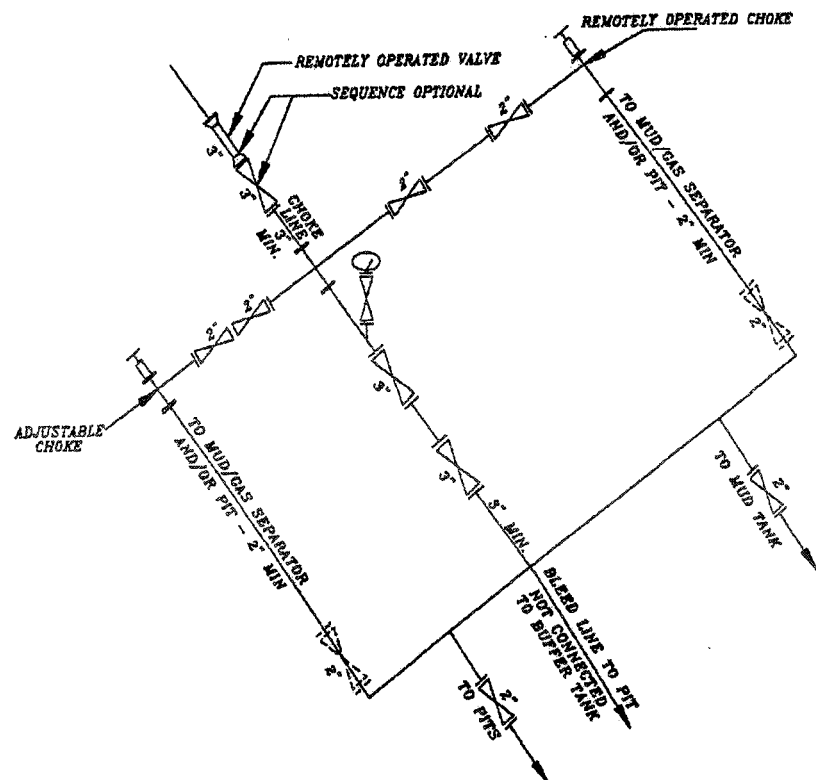 REMOTELY OPERATED CHOKE
REMOTELY OPERATED VALVE
SEQUENCE OPTIONAL
3"
3"
CHOKE
LINE
3"
MIN.
2"
2"
TO MUD/GAS SEPARATOR
AND/OR PIT - 2" MIN
2"
2"
2"
3"
3"
3" MIN.
ADJUSTABLE
CHOKE
TO MUD/GAS SEPARATOR
AND/OR PIT - 2" MIN
2"
2"
TO MUD TANK
BLEED LINE TO PIT
NOT CONNECTED
TO BUFFER TANK
2"
TO PITS